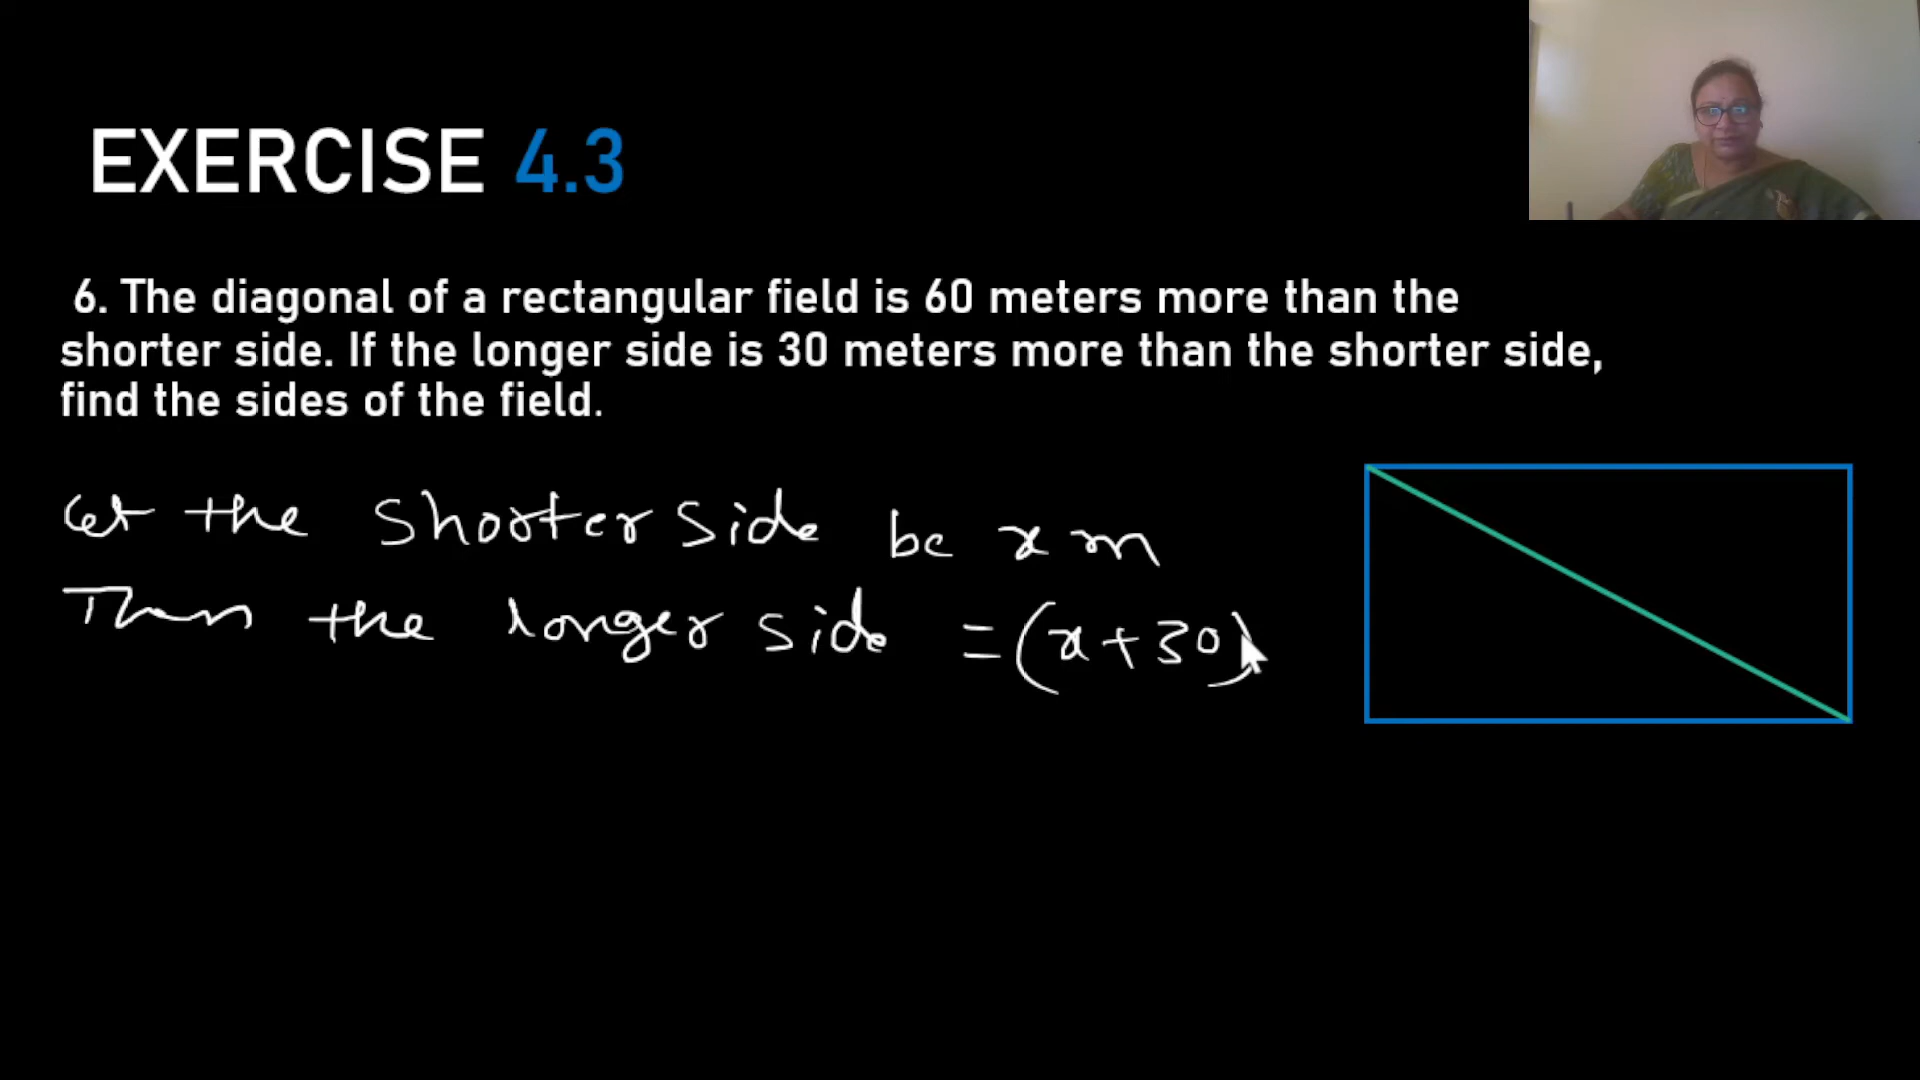 EXERCISE 4.3
6. The diagonal of a rectangular field is 60 meters more than the
shorter side. If the longer side is 30 meters more than the shorter side,
find the sides of the field.
Let the shorter side be x m
Then the longer side = (x+30)